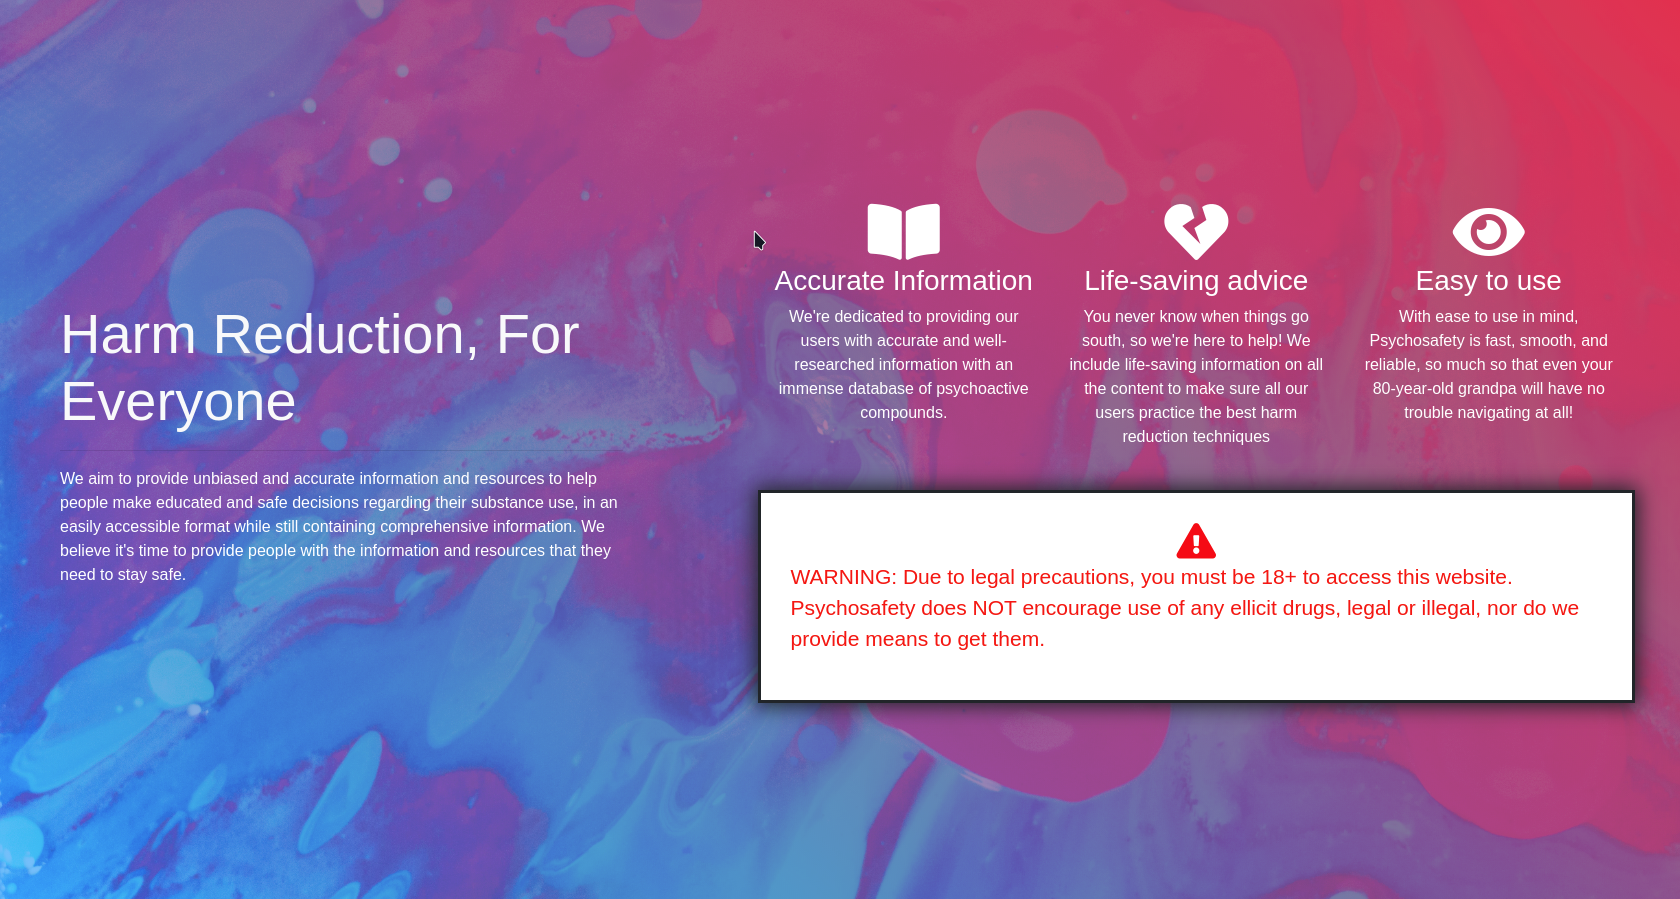 Harm Reduction, For
Everyone
We aim to provide unbiased and accurate information and resources to help
people make educated and safe decisions regarding their substance use, in an
easily accessible format while still containing comprehensive information. We
believe it's time to provide people with the information and resources that they
need to stay safe.
Accurate Information
We're dedicated to providing our
users with accurate and well-
researched information with an
immense database of psychoactive
compounds.
Life-saving advice
You never know when things go
south, so we're here to help! We
include life-saving information on all
the content to make sure all our
users practice the best harm
reduction techniques
Easy to use
With ease to use in mind,
Psychosafety is fast, smooth, and
reliable, so much so that even your
80-year-old grandpa will have no
trouble navigating at all!
WARNING: Due to legal precautions, you must be 18+ to access this website.
Psychosafety does NOT encourage use of any ellicit drugs, legal or illegal, nor do we
provide means to get them.